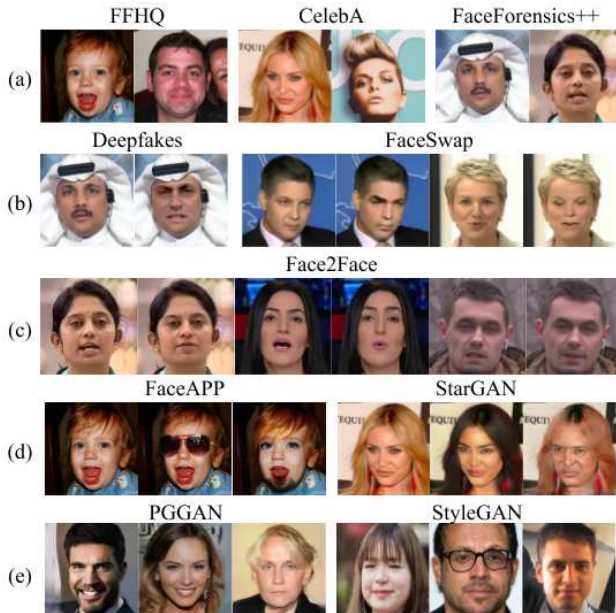 FFHQ CelebA FaceForensics++
(a)
Deepfakes FaceSwap
(b)
Face2Face
(c)
FaceAPP StarGAN
(d)
PGGAN StyleGAN
(e)